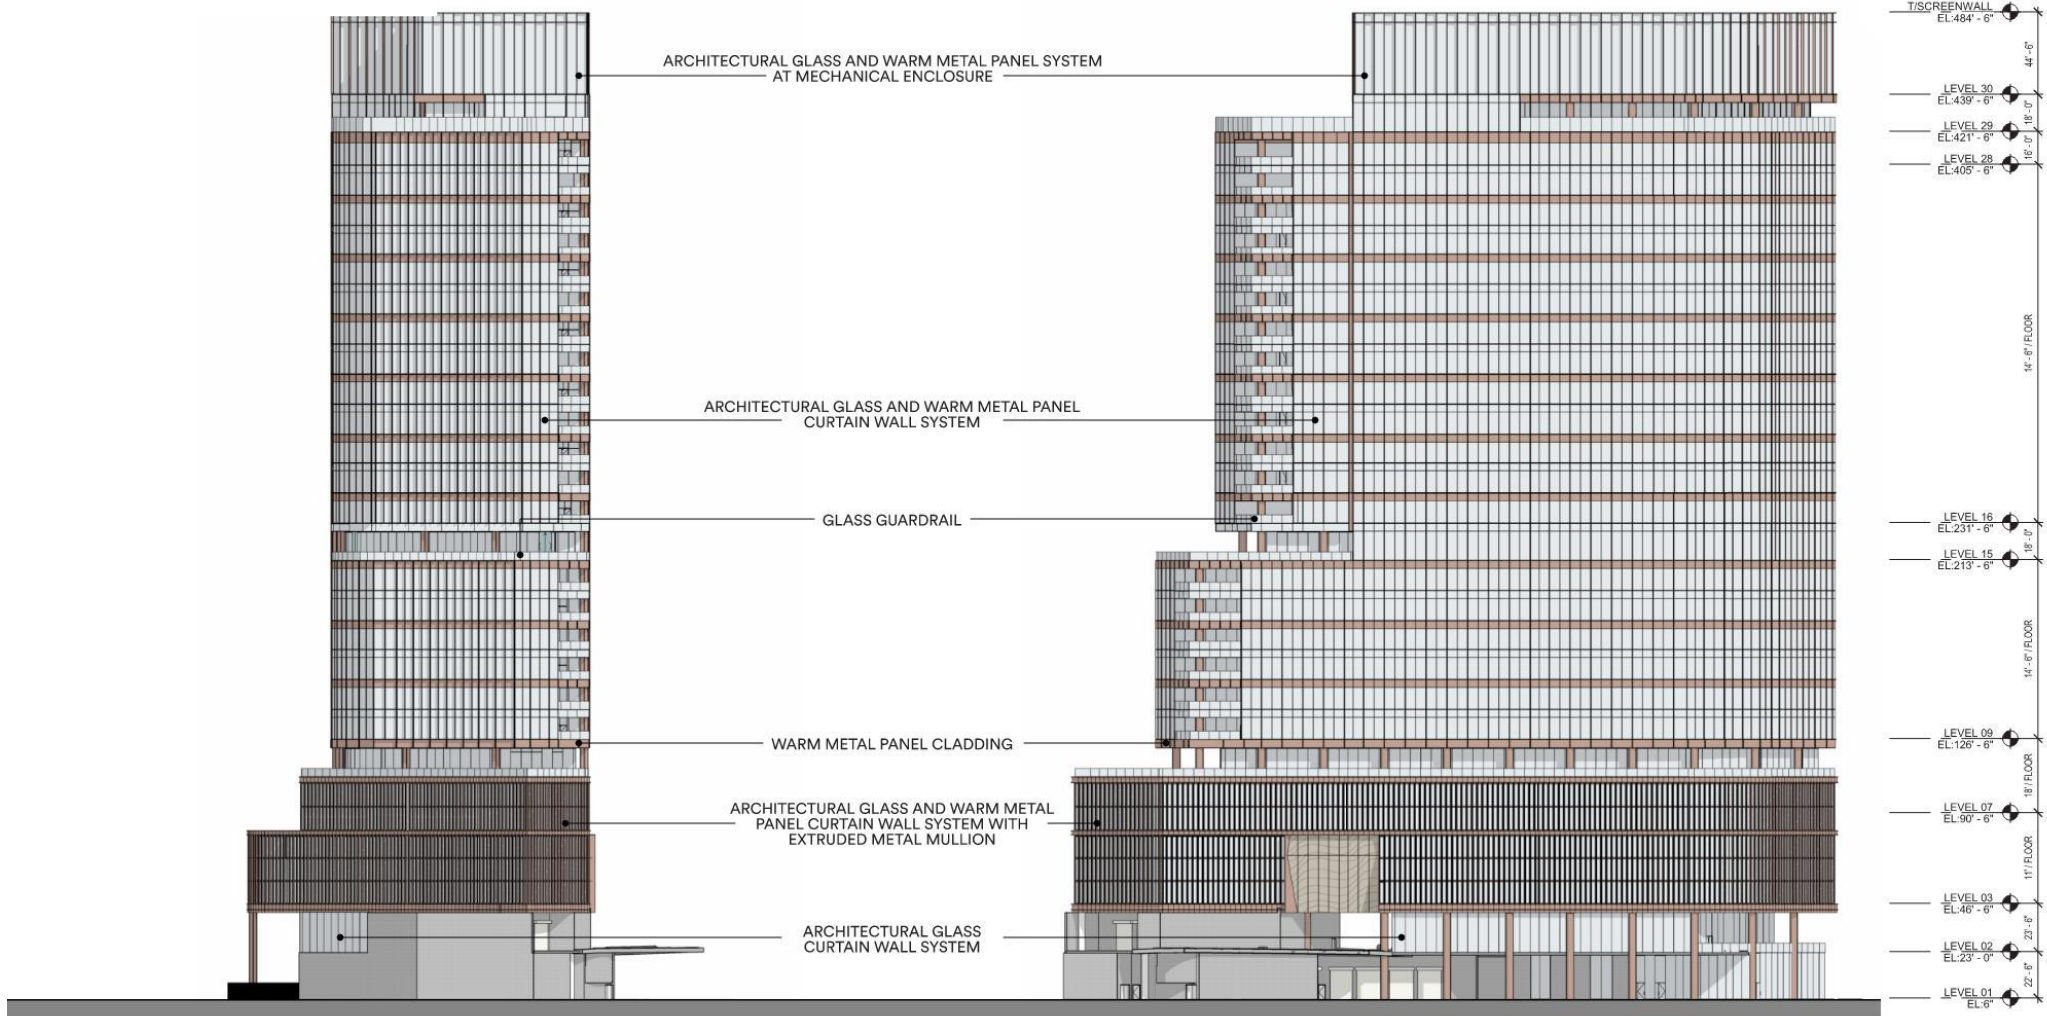 T/SCREENWALL
EL:484' - 6"
44' - 6"
ARCHITECTURAL GLASS AND WARM METAL PANEL SYSTEM
AT MECHANICAL ENCLOSURE
LEVEL 30
EL:439' - 6"
18' - 0"
LEVEL 29
EL:421' - 6"
16' - 0"
LEVEL 28
EL:405' - 6"
14' - 6" / FLOOR
ARCHITECTURAL GLASS AND WARM METAL PANEL
CURTAIN WALL SYSTEM
GLASS GUARDRAIL
LEVEL 16
EL:231' - 6"
18' - 0"
LEVEL 15
EL:213' - 6"
14' - 6" / FLOOR
WARM METAL PANEL CLADDING
LEVEL 09
EL:126' - 6"
18' / FLOOR
ARCHITECTURAL GLASS AND WARM METAL
PANEL CURTAIN WALL SYSTEM WITH
EXTRUDED METAL MULLION
LEVEL 07
EL:90' - 6"
11' / FLOOR
LEVEL 03
EL:46' - 6"
23' - 6"
ARCHITECTURAL GLASS
CURTAIN WALL SYSTEM
LEVEL 02
EL:23' - 0"
22' - 6"
LEVEL 01
EL:6"